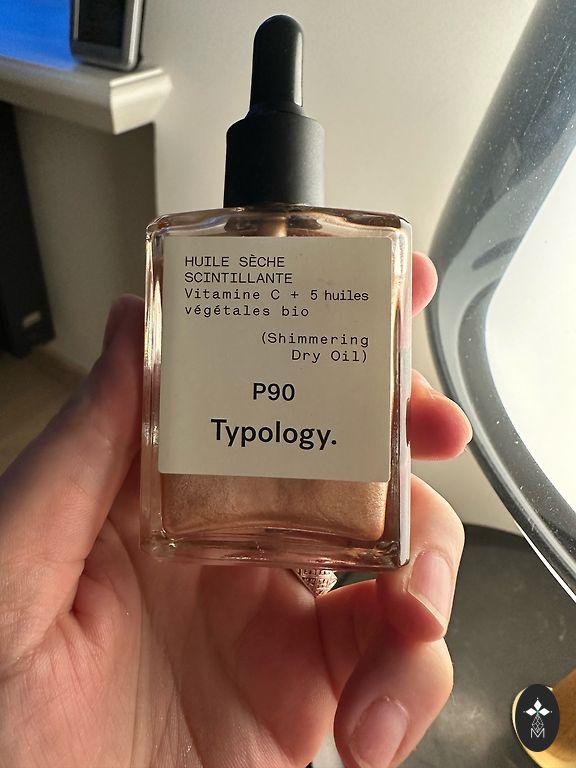 HUILE SÈCHE
SCINTILLANTE
Vitamine C + 5 huiles
végétales bio
(Shimmering
Dry Oil)
P90
Typology.
M